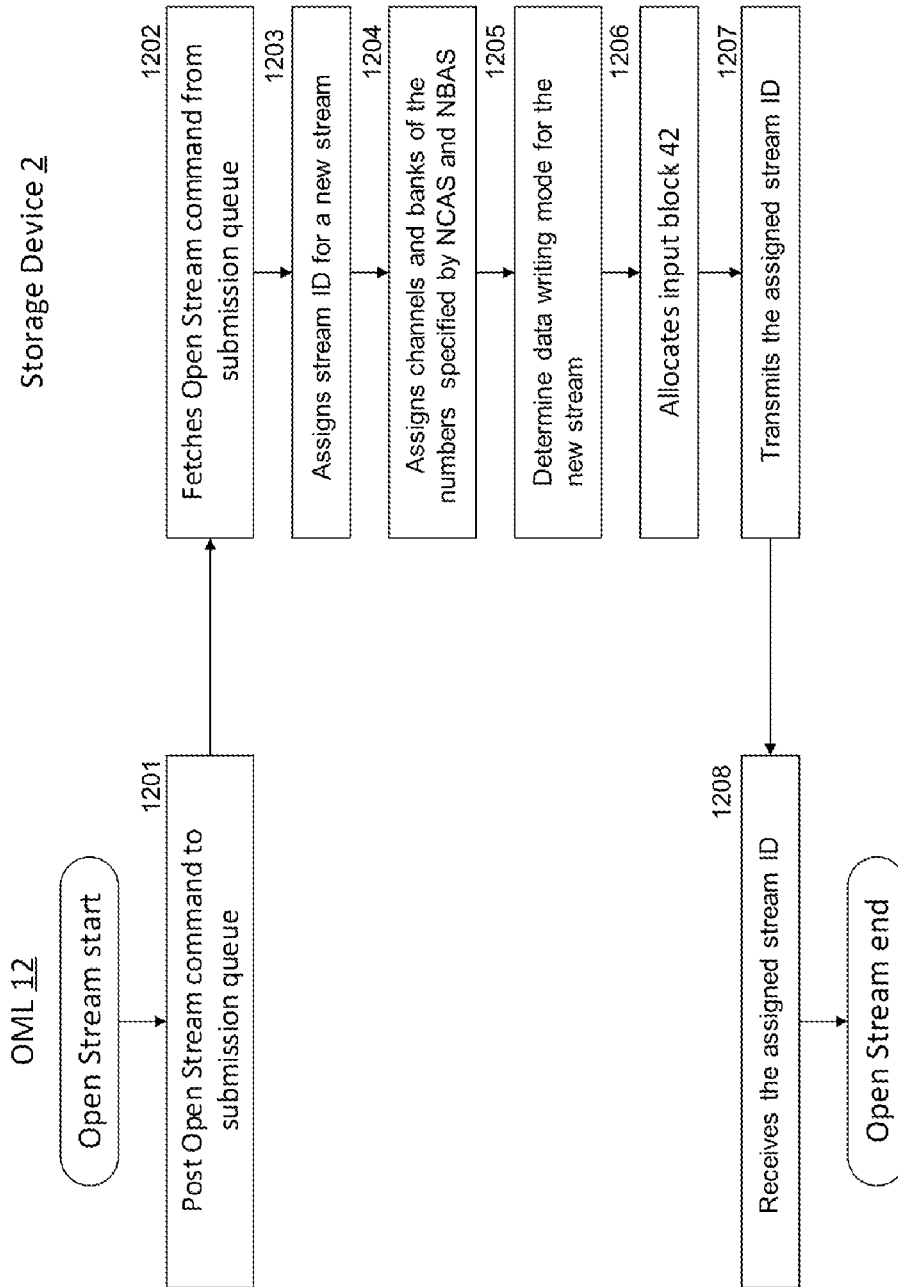 OML 12
Open Stream start
1201
Post Open Stream command to
submission queue
Storage Device 2
1202
Fetches Open Stream command from
submission queue
1203
Assigns stream ID for a new stream
1204
Assigns channels and banks of the
numbers specified by NCAS and NBAS
1205
Determine data writing mode for the
new stream
1206
Allocates input block 42
1207
Transmits the assigned stream ID
1208
Receives the assigned stream ID
Open Stream end